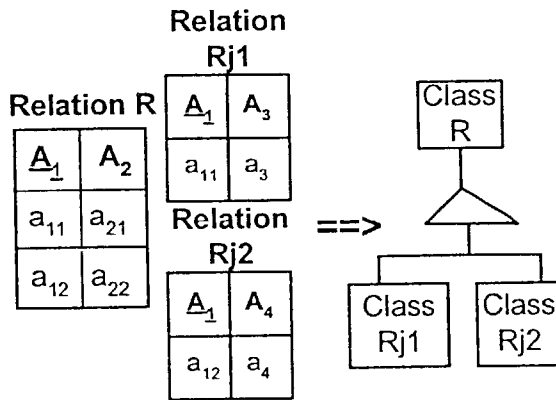 Relation R
A₁ A₂
a₁₁ a₂₁
a₁₂ a₂₂
Relation
Rj1
A₁ A₃
a₁₁ a₃
Relation
Rj2
A₁ A₄
a₁₂ a₄
==>
Class
R
Class
Rj1
Class
Rj2